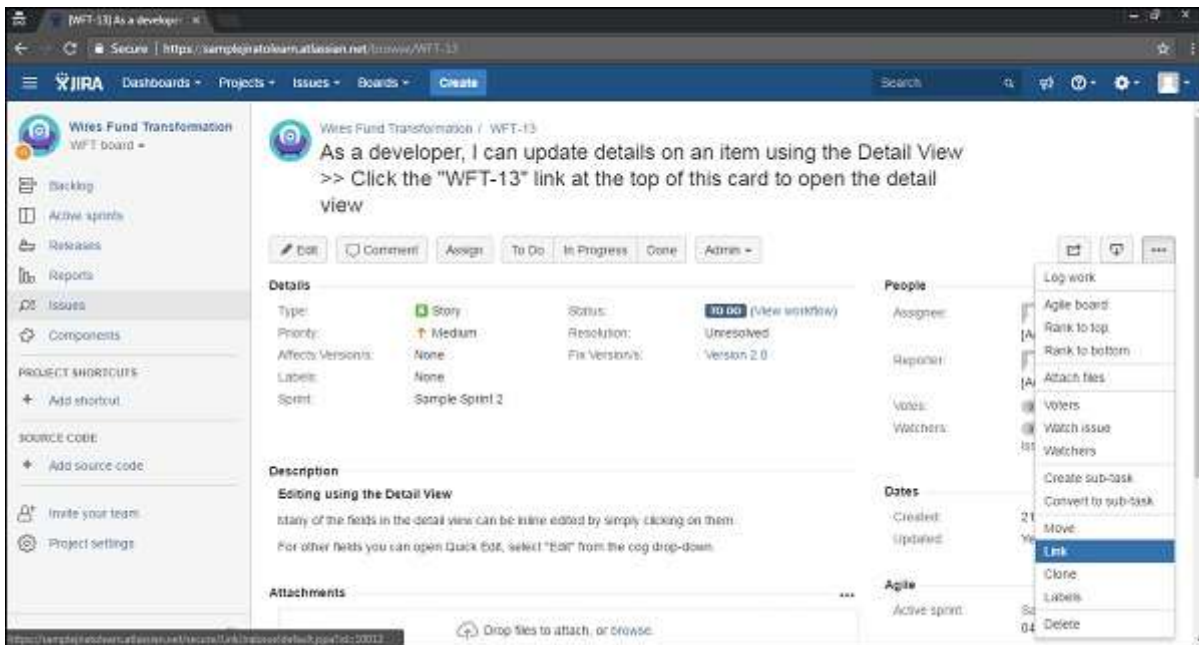 [WFT-13] As a develope
Secure | https://samplejiratolearn.atlassian.net/browse/WFT-13
JIRA Dashboards Projects Issues Boards Create Search
Wires Fund Transformation
WFT board
Backlog
Active sprints
Releases
Reports
Issues
Components
PROJECT SHORTCUTS
Add shortcut
SOURCE CODE
Add source code
Invite your team
Project settings
Wires Fund Transformation / WFT-13
As a developer, I can update details on an item using the Detail View
>> Click the "WFT-13" link at the top of this card to open the detail
view
Edit Comment Assign To Do In Progress Done Admin
Details
Type: Story Status: TO DO (View workflow)
Priority: Medium Resolution: Unresolved
Affects Version/s: None Fix Version/s: Version 2.0
Labels: None
Sprint: Sample Sprint 2
Description
Editing using the Detail View
Many of the fields in the detail view can be inline edited by simply clicking on them.
For other fields you can open Quick Edit, select "Edit" from the cog drop-down.
Attachments
Drop files to attach, or browse.
People
Assignee:
Reporter:
Votes:
Watchers:
Dates
Created: 21
Updated: Ye
Agile
Active sprint: Sa
04
Log work
Agile board
Rank to top
Rank to bottom
Attach files
Voters
Watch issue
Watchers
Create sub-task
Convert to sub-task
Move
Link
Clone
Labels
Delete